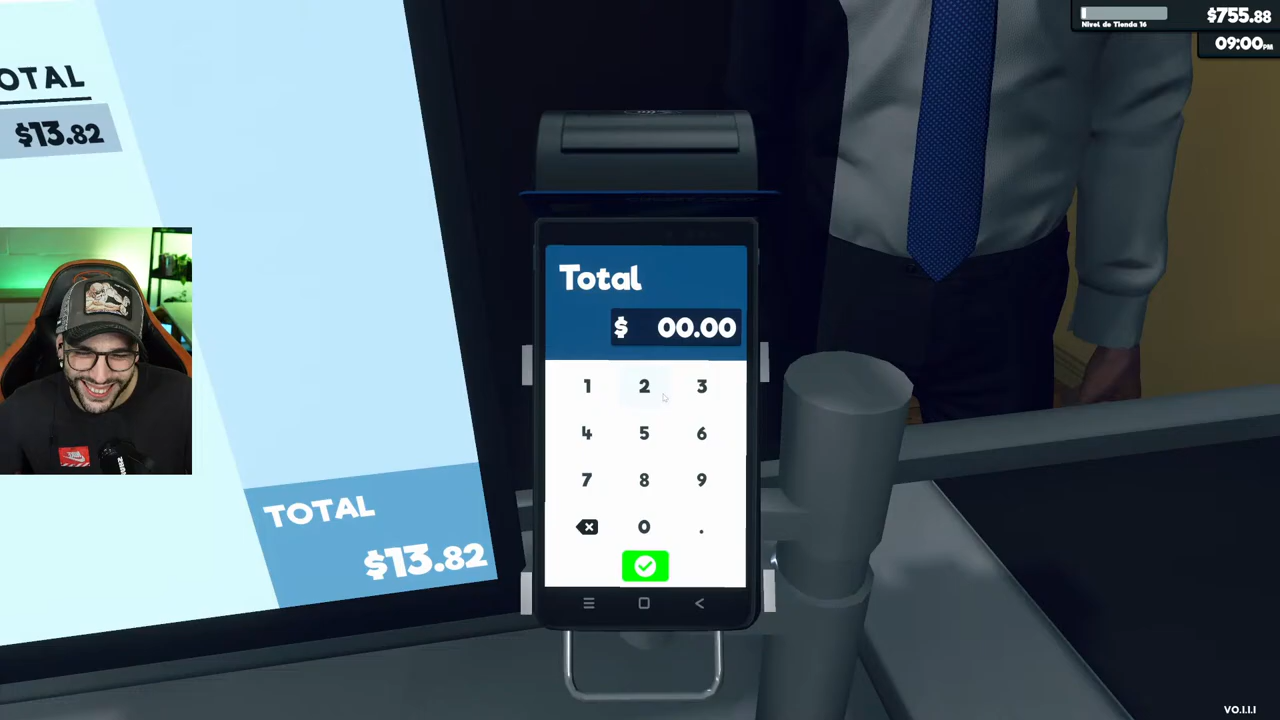 $755.88
Nivel de Tienda 16
09:00PM
OTAL
$13.82
Total
$ 00.00
1 2 3
4 5 6
7 8 9
0 .
TOTAL
$13.82
V0.1.1.1